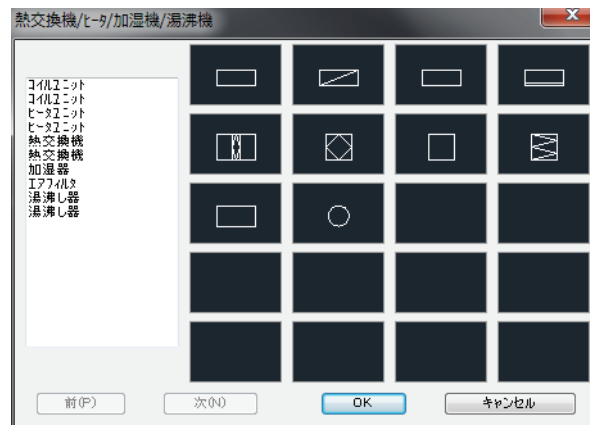 熱交換機/ﾋｰﾀ/加湿機/湯沸機
X
ｺｲﾙﾕﾆｯﾄ
ｺｲﾙﾕﾆｯﾄ
ﾋｰﾀﾕﾆｯﾄ
ﾋｰﾀﾕﾆｯﾄ
熱交換機
熱交換機
加湿器
ｴｱﾌｨﾙﾀ
湯沸し器
湯沸し器
前(P)
次(N)
OK
キャンセル